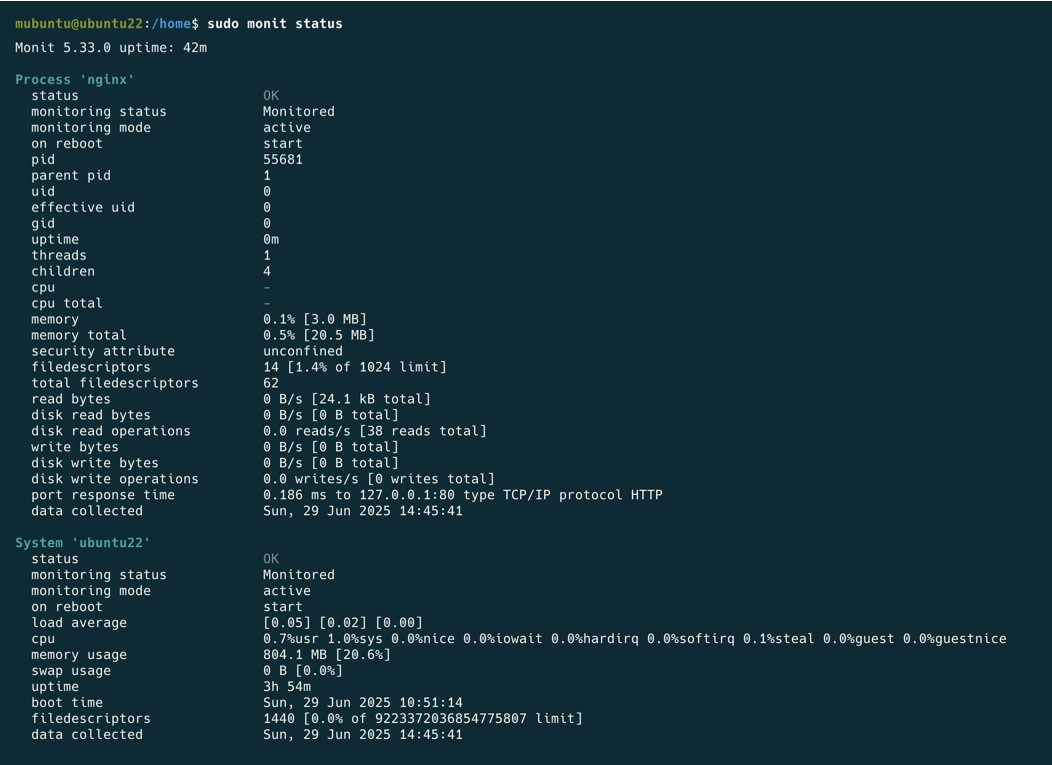 mubuntu@ubuntu22:/home$ sudo monit status
Monit 5.33.0 uptime: 42m
Process 'nginx'
status OK
monitoring status Monitored
monitoring mode active
on reboot start
pid 55681
parent pid 1
uid 0
effective uid 0
gid 0
uptime 0m
threads 1
children 4
cpu -
cpu total -
memory 0.1% [3.0 MB]
memory total 0.5% [20.5 MB]
security attribute unconfined
filedescriptors 14 [1.4% of 1024 limit]
total filedescriptors 62
read bytes 0 B/s [24.1 kB total]
disk read bytes 0 B/s [0 B total]
disk read operations 0.0 reads/s [38 reads total]
write bytes 0 B/s [0 B total]
disk write bytes 0 B/s [0 B total]
disk write operations 0.0 writes/s [0 writes total]
port response time 0.186 ms to 127.0.0.1:80 type TCP/IP protocol HTTP
data collected Sun, 29 Jun 2025 14:45:41
System 'ubuntu22'
status OK
monitoring status Monitored
monitoring mode active
on reboot start
load average [0.05] [0.02] [0.00]
cpu 0.7%usr 1.0%sys 0.0%nice 0.0%iowait 0.0%hardirq 0.0%softirq 0.1%steal 0.0%guest 0.0%guestnice
memory usage 804.1 MB [20.6%]
swap usage 0 B [0.0%]
uptime 3h 54m
boot time Sun, 29 Jun 2025 10:51:14
filedescriptors 1440 [0.0% of 9223372036854775807 limit]
data collected Sun, 29 Jun 2025 14:45:41